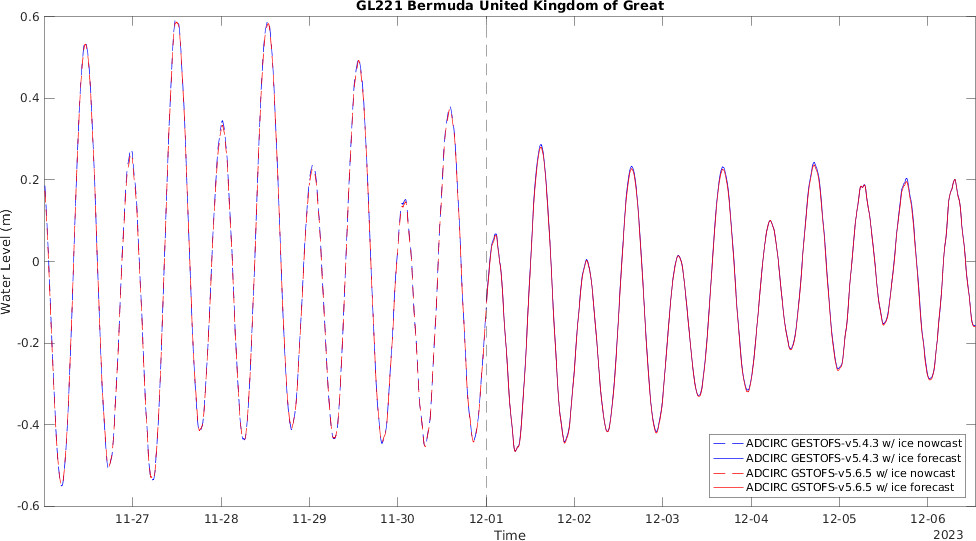 GL221 Bermuda United Kingdom of Great
0.6
0.4
0.2
0
-0.2
-0.4
-0.6
Water Level (m)
11-27 11-28 11-29 11-30 12-01 12-02 12-03 12-04 12-05 12-06
Time
2023
ADCIRC GESTOFS-v5.4.3 w/ ice nowcast
ADCIRC GESTOFS-v5.4.3 w/ ice forecast
ADCIRC GSTOFS-v5.6.5 w/ ice nowcast
ADCIRC GSTOFS-v5.6.5 w/ ice forecast